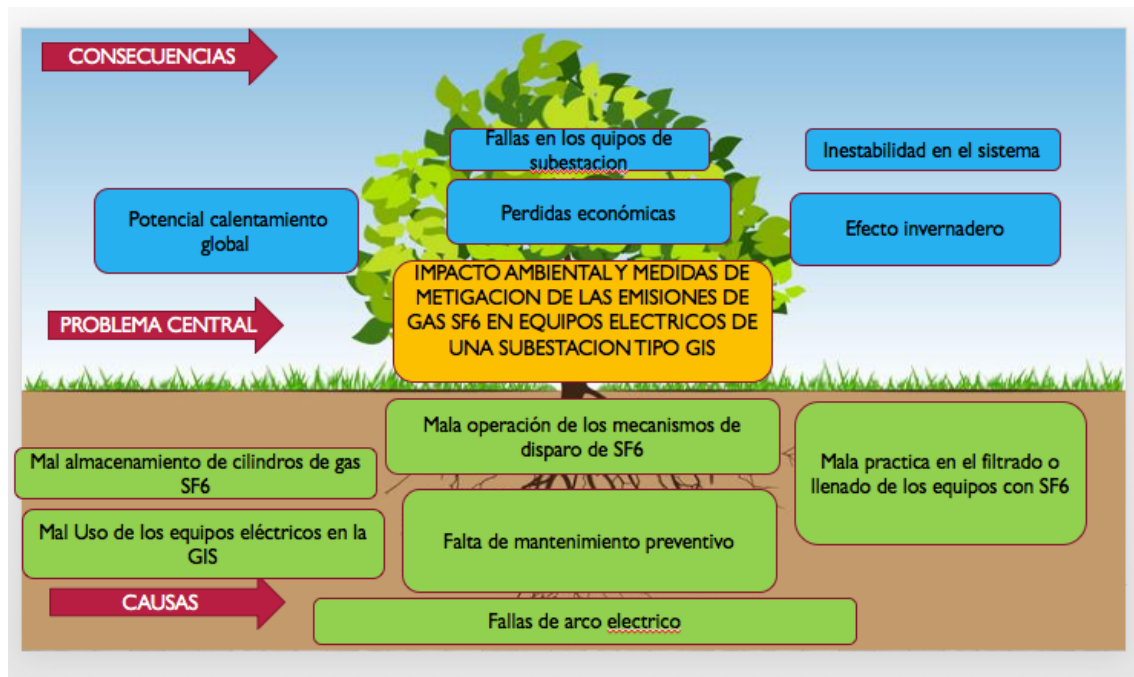 CONSECUENCIAS
Fallas en los quipos de
subestacion
Inestabilidad en el sistema
Potencial calentamiento
global
Perdidas económicas
Efecto invernadero
IMPACTO AMBIENTAL Y MEDIDAS DE
METIGACION DE LAS EMISIONES DE
GAS SF6 EN EQUIPOS ELECTRICOS DE
UNA SUBESTACION TIPO GIS
PROBLEMA CENTRAL
Mala operación de los mecanismos de
disparo de SF6
Mal almacenamiento de cilindros de gas
SF6
Mala practica en el filtrado o
llenado de los equipos con SF6
Mal Uso de los equipos eléctricos en la
GIS
Falta de mantenimiento preventivo
CAUSAS
Fallas de arco electrico